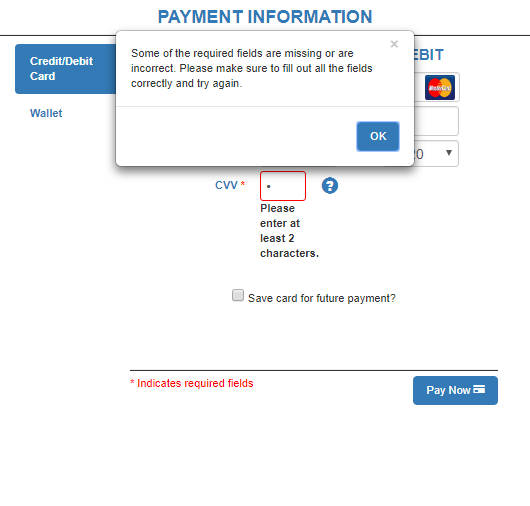 PAYMENT INFORMATION
Credit/Debit
Card
Wallet
×
Some of the required fields are missing or are
incorrect. Please make sure to fill out all the fields
correctly and try again.
OK
EBIT
MasterCard
20
CVV *
•
?
Please
enter at
least 2
characters.
Save card for future payment?
* Indicates required fields
Pay Now